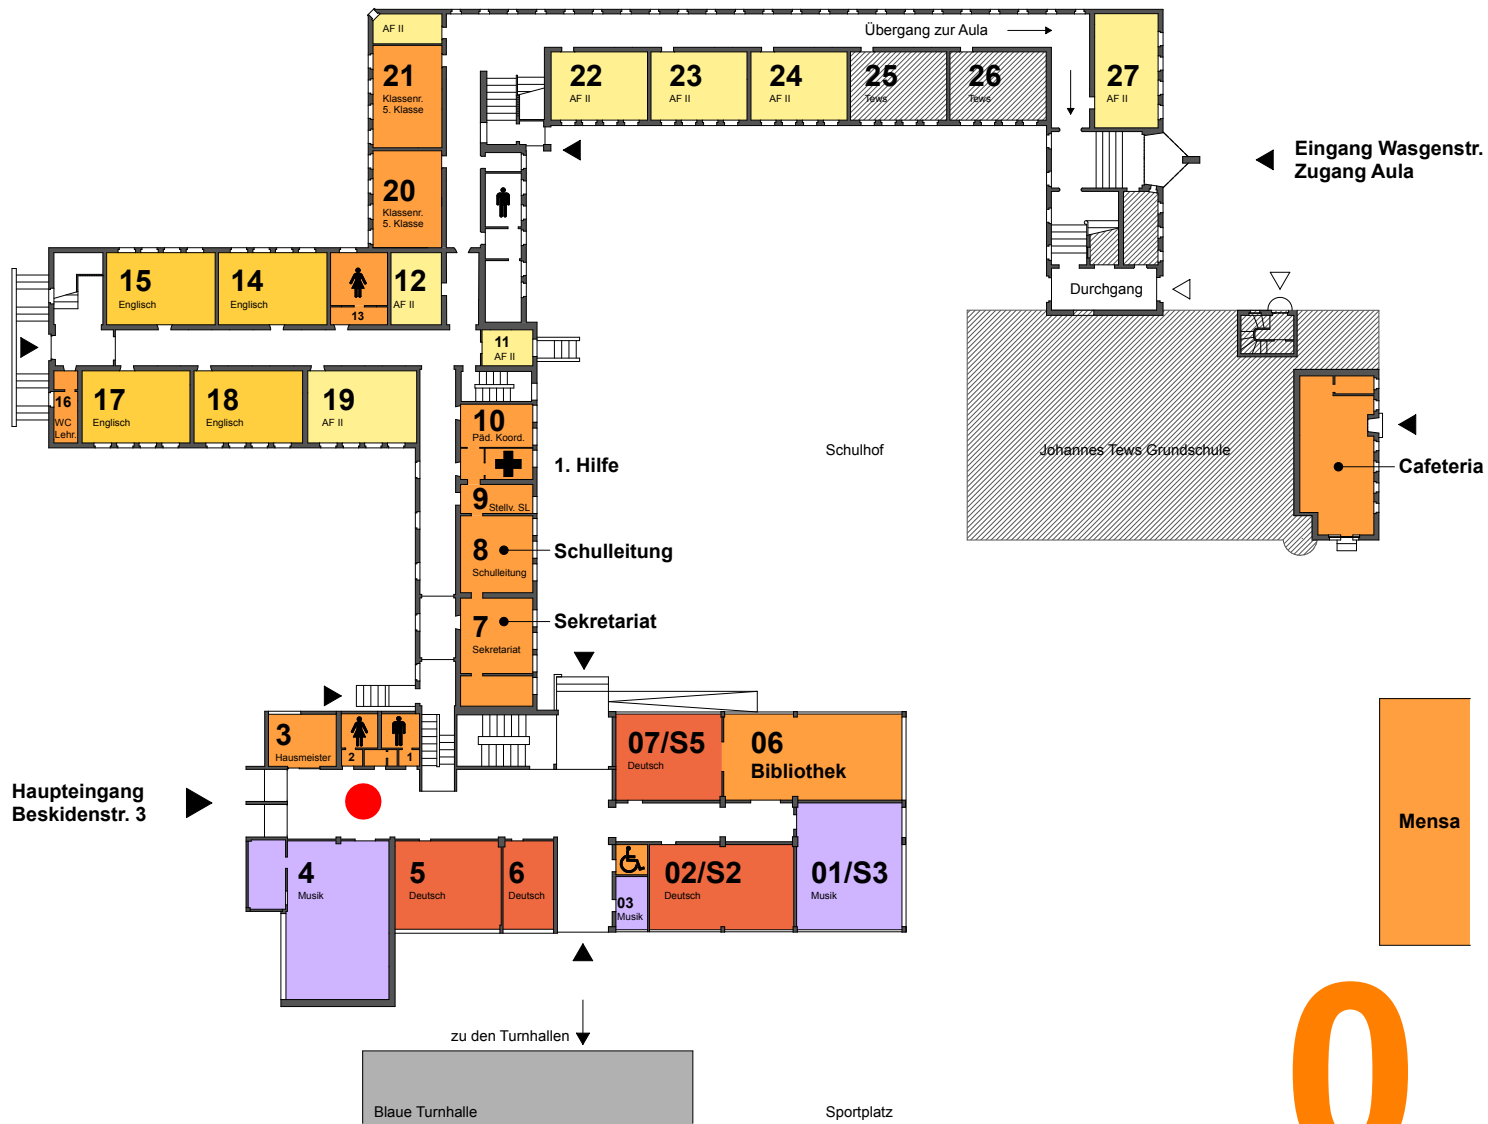 AF II
Übergang zur Aula
21
Klassenr.
5. Klasse
22
AF II
23
AF II
24
AF II
25
Tews
26
Tews
27
AF II
Eingang Wasgenstr.
Zugang Aula
20
Klassenr.
5. Klasse
15
Englisch
14
Englisch
13
12
AF II
Durchgang
11
AF II
16
WC
Lehr.
17
Englisch
18
Englisch
19
AF II
10
Päd. Koord.
1. Hilfe
Schulhof
Johannes Tews Grundschule
Cafeteria
9
Stellv. SL
8
Schulleitung
Schulleitung
7
Sekretariat
Sekretariat
3
Hausmeister
2
1
07/S5
Deutsch
06
Bibliothek
Haupteingang
Beskidenstr. 3
Mensa
4
Musik
5
Deutsch
6
Deutsch
03
Musik
02/S2
Deutsch
01/S3
Musik
zu den Turnhallen
Blaue Turnhalle
Sportplatz
0